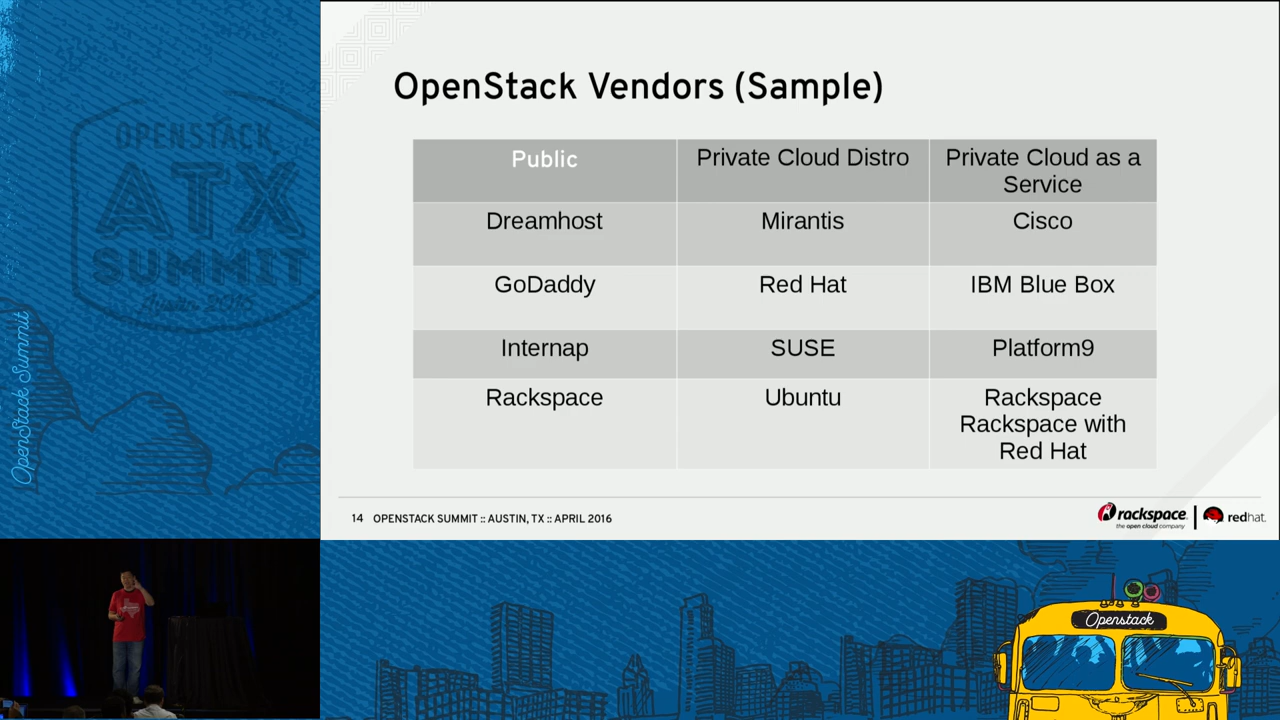 OPENSTACK
ATX
SUMMIT
Austin 2016
OpenStack Summit
OpenStack Vendors (Sample)
Public
Private Cloud Distro
Private Cloud as a
Service
Dreamhost
Mirantis
Cisco
GoDaddy
Red Hat
IBM Blue Box
Internap
SUSE
Platform9
Rackspace
Ubuntu
Rackspace
Rackspace with
Red Hat
14 OPENSTACK SUMMIT :: AUSTIN, TX :: APRIL 2016
rackspace
the open cloud company
redhat.
Openstack